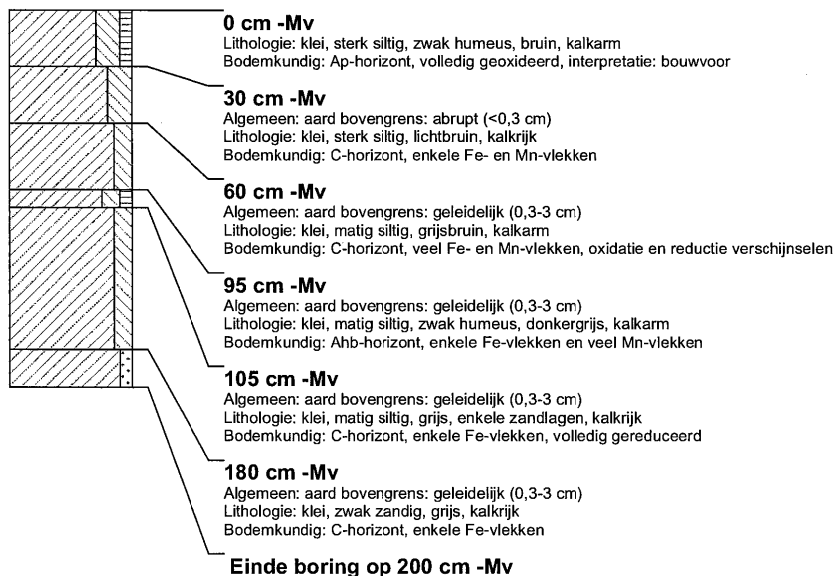 0 cm -Mv
Lithologie: klei, sterk siltig, zwak humeus, bruin, kalkarm
Bodemkundig: Ap-horizont, volledig geoxideerd, interpretatie: bouwvoor
30 cm -Mv
Algemeen: aard bovengrens: abrupt (<0,3 cm)
Lithologie: klei, sterk siltig, lichtbruin, kalkrijk
Bodemkundig: C-horizont, enkele Fe- en Mn-vlekken
60 cm -Mv
Algemeen: aard bovengrens: geleidelijk (0,3-3 cm)
Lithologie: klei, matig siltig, grijsbruin, kalkarm
Bodemkundig: C-horizont, veel Fe- en Mn-vlekken, oxidatie en reductie verschijnselen
95 cm -Mv
Algemeen: aard bovengrens: geleidelijk (0,3-3 cm)
Lithologie: klei, matig siltig, zwak humeus, donkergrijs, kalkarm
Bodemkundig: Ahb-horizont, enkele Fe-vlekken en veel Mn-vlekken
105 cm -Mv
Algemeen: aard bovengrens: geleidelijk (0,3-3 cm)
Lithologie: klei, matig siltig, grijs, enkele zandlagen, kalkrijk
Bodemkundig: C-horizont, enkele Fe-vlekken, volledig gereduceerd
180 cm -Mv
Algemeen: aard bovengrens: geleidelijk (0,3-3 cm)
Lithologie: klei, zwak zandig, grijs, kalkrijk
Bodemkundig: C-horizont, enkele Fe-vlekken
Einde boring op 200 cm -Mv